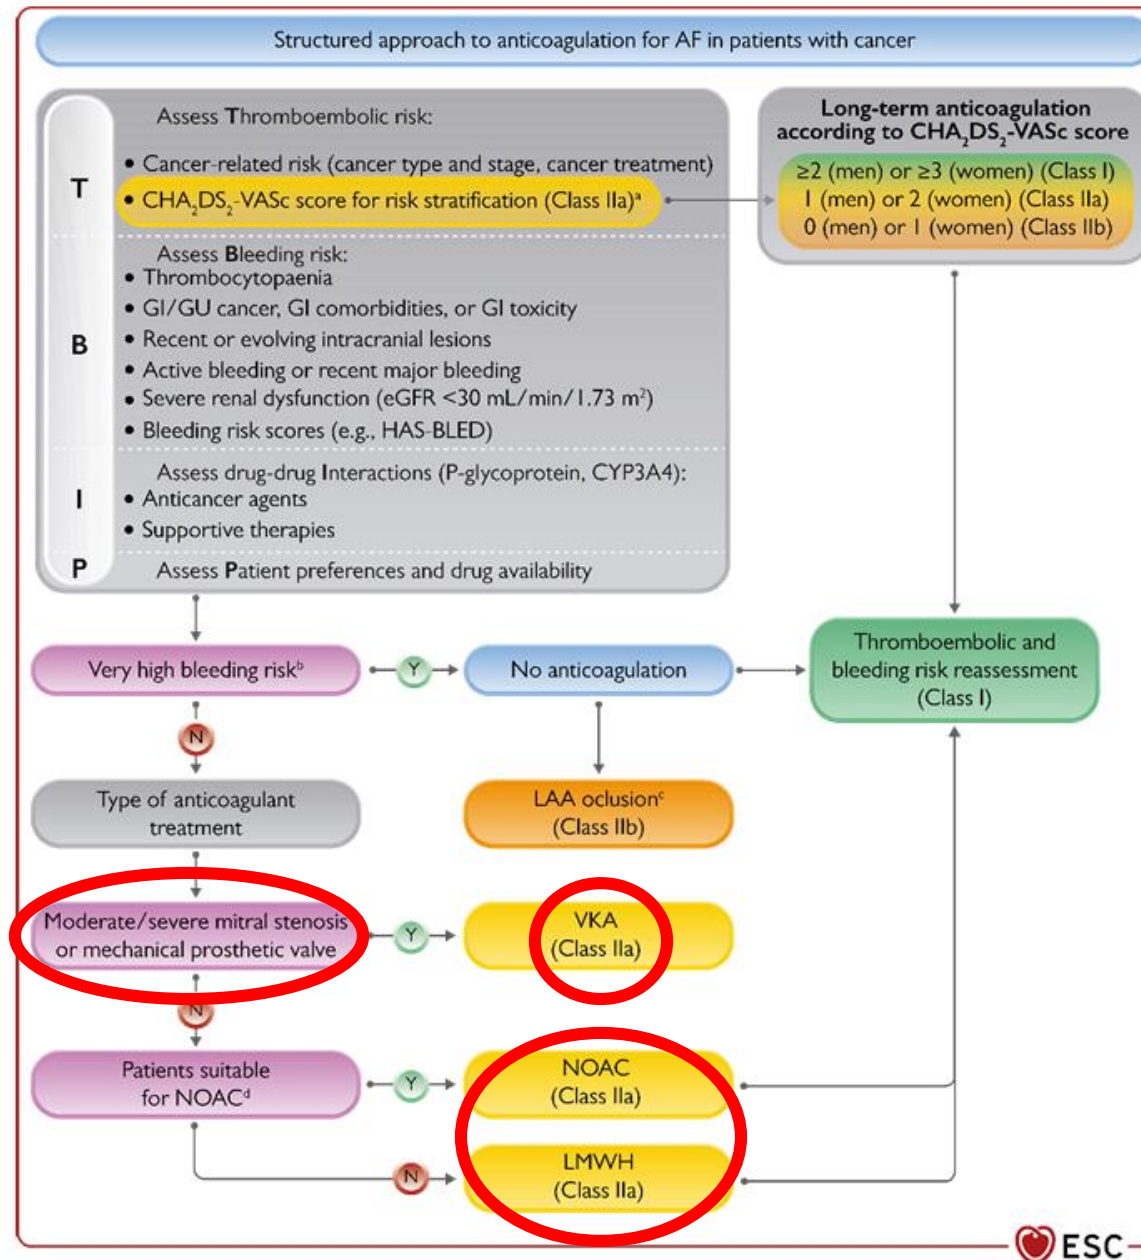 Structured approach to anticoagulation for AF in patients with cancer
T
Assess Thromboembolic risk:
• Cancer-related risk (cancer type and stage, cancer treatment)
• CHA₂DS₂-VASc score for risk stratification (Class IIa)ᵃ
Long-term anticoagulation
according to CHA₂DS₂-VASc score
≥2 (men) or ≥3 (women) (Class I)
1 (men) or 2 (women) (Class IIa)
0 (men) or 1 (women) (Class IIb)
B
Assess Bleeding risk:
• Thrombocytopaenia
• GI/GU cancer, GI comorbidities, or GI toxicity
• Recent or evolving intracranial lesions
• Active bleeding or recent major bleeding
• Severe renal dysfunction (eGFR <30 mL/min/1.73 m²)
• Bleeding risk scores (e.g., HAS-BLED)
I
Assess drug-drug Interactions (P-glycoprotein, CYP3A4):
• Anticancer agents
• Supportive therapies
P
Assess Patient preferences and drug availability
Very high bleeding riskᵇ
Y
No anticoagulation
Thromboembolic and
bleeding risk reassessment
(Class I)
N
Type of anticoagulant
treatment
LAA oclusionᶜ
(Class IIb)
Moderate/severe mitral stenosis
or mechanical prosthetic valve
Y
VKA
(Class IIa)
N
Patients suitable
for NOACᵈ
Y
NOAC
(Class IIa)
N
LMWH
(Class IIa)
ESC